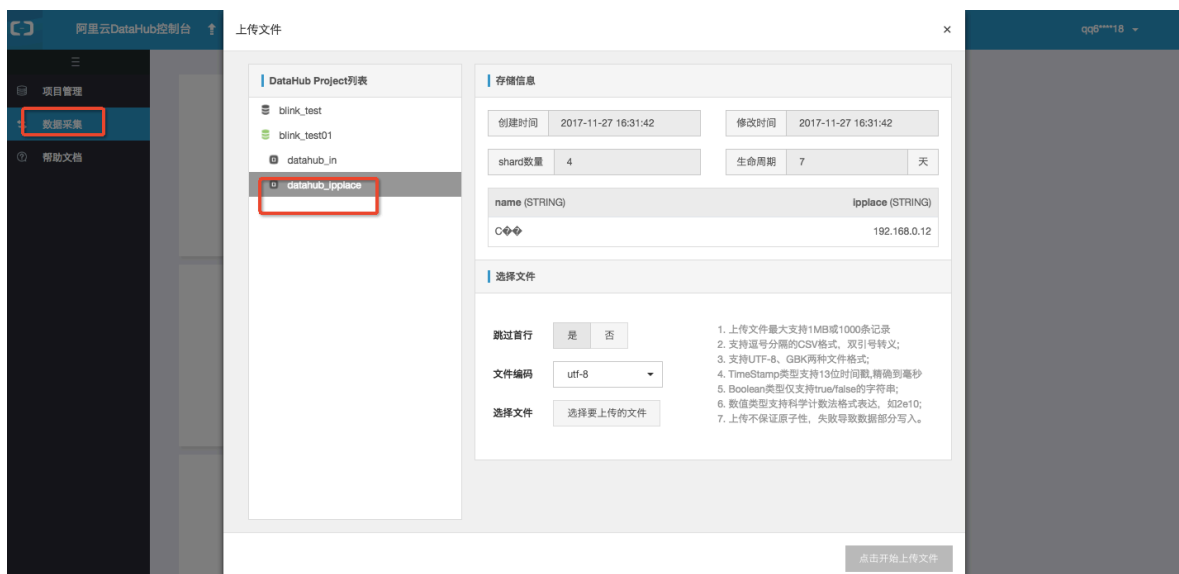 阿里云DataHub控制台
上传文件
×
qq6****18
项目管理
数据采集
帮助文档
DataHub Project列表
blink_test
blink_test01
datahub_in
datahub_ipplace
存储信息
创建时间 2017-11-27 16:31:42 修改时间 2017-11-27 16:31:42
shard数量 4 生命周期 7 天
name (STRING) ipplace (STRING)
C�� 192.168.0.12
选择文件
跳过首行 是 否
文件编码 utf-8
选择文件 选择要上传的文件
1. 上传文件最大支持1MB或1000条记录
2. 支持逗号分隔的CSV格式，双引号转义;
3. 支持UTF-8、GBK两种文件格式;
4. TimeStamp类型支持13位时间戳,精确到毫秒
5. Boolean类型仅支持true/false的字符串;
6. 数值类型支持科学计数法格式表达，如2e10;
7. 上传不保证原子性，失败导致数据部分写入。
点击开始上传文件